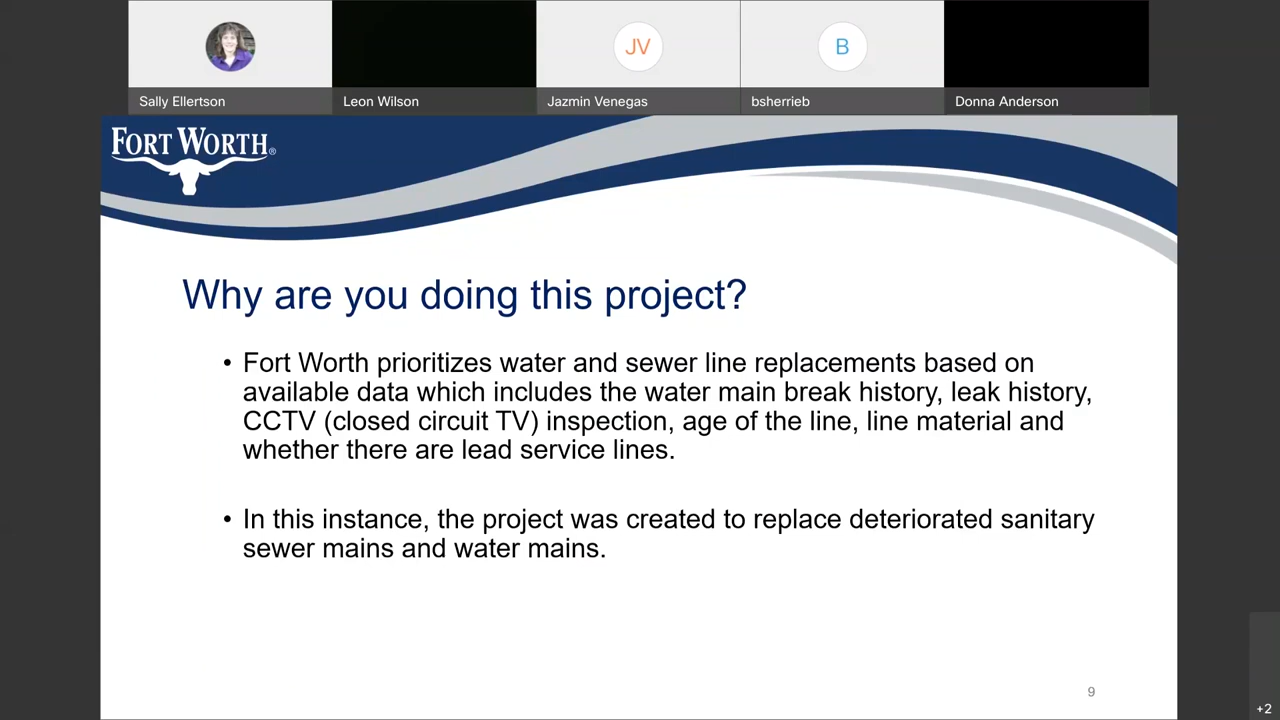 JV
B
Sally Ellertson
Leon Wilson
Jazmin Venegas
bsherrieb
Donna Anderson
FORT WORTH®
Why are you doing this project?
• Fort Worth prioritizes water and sewer line replacements based on
available data which includes the water main break history, leak history,
CCTV (closed circuit TV) inspection, age of the line, line material and
whether there are lead service lines.
• In this instance, the project was created to replace deteriorated sanitary
sewer mains and water mains.
9
+2